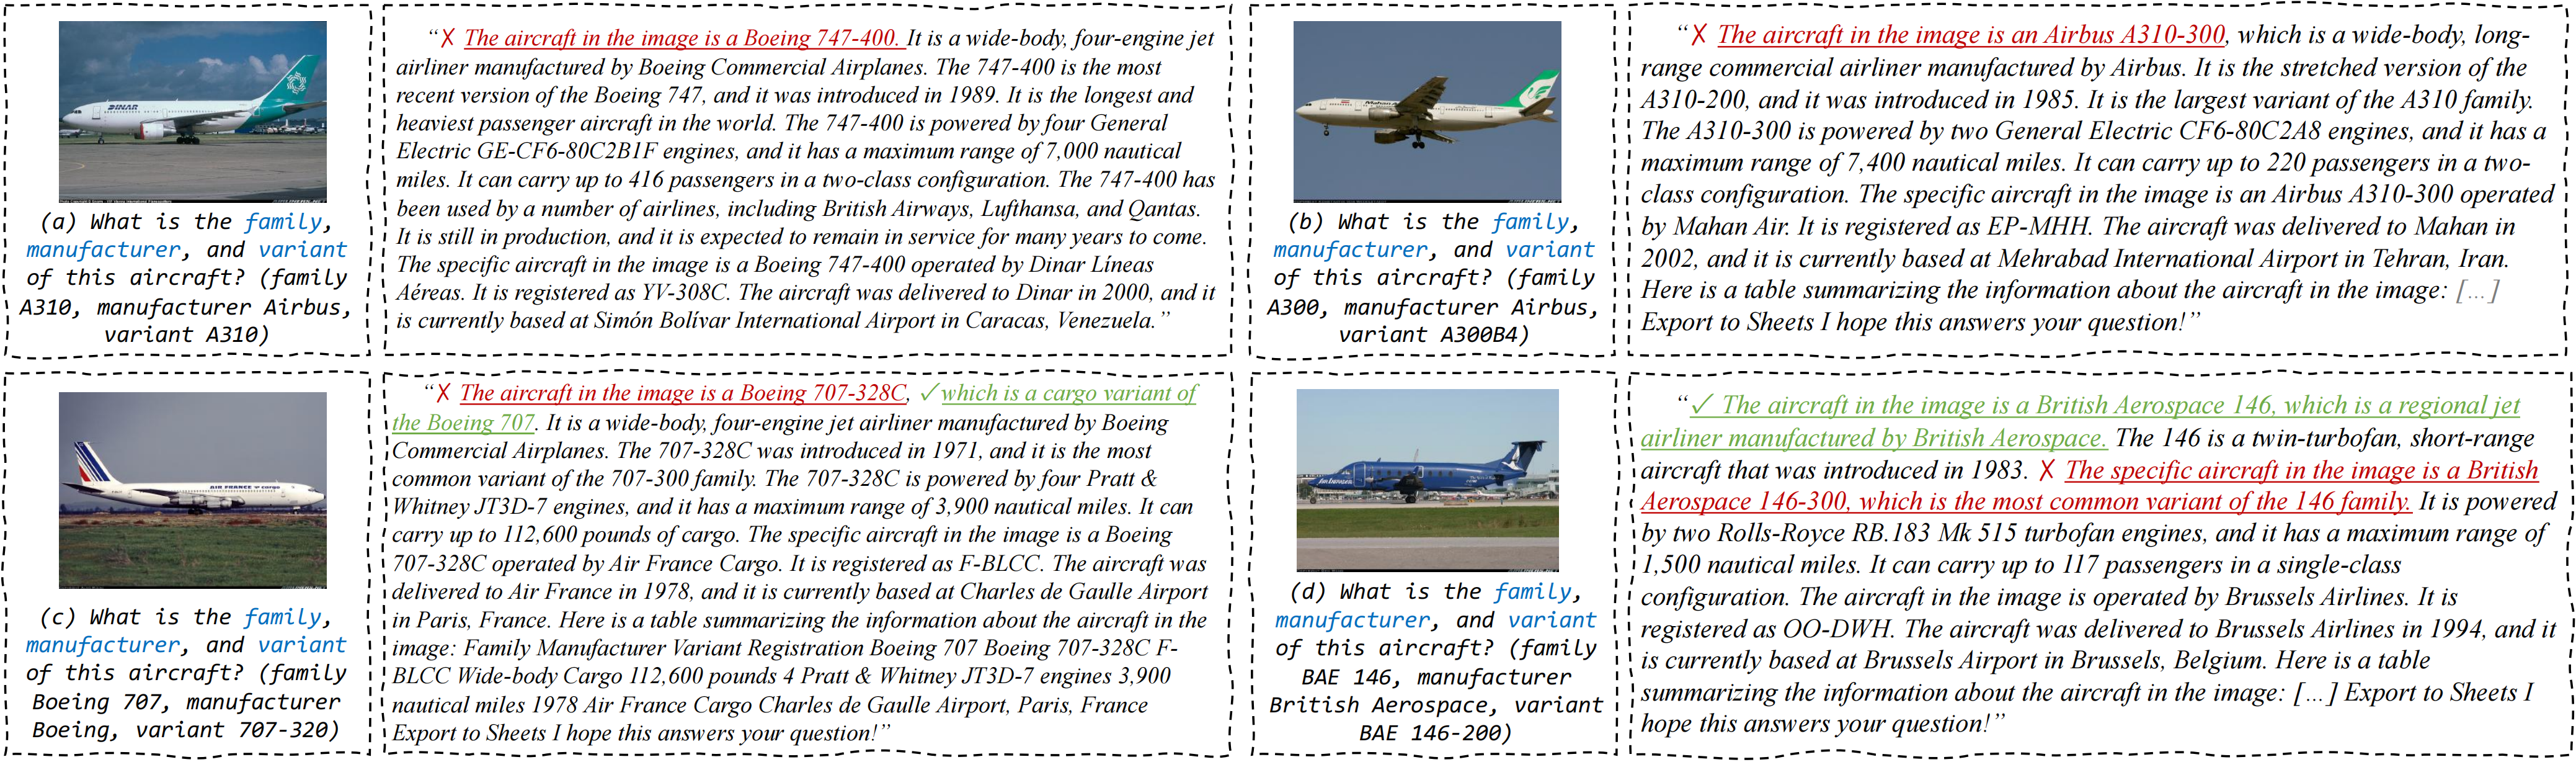 DINAR
(a) What is the family,
manufacturer, and variant
of this aircraft? (family
A310, manufacturer Airbus,
variant A310)
“✗ The aircraft in the image is a Boeing 747-400. It is a wide-body, four-engine jet
airliner manufactured by Boeing Commercial Airplanes. The 747-400 is the most
recent version of the Boeing 747, and it was introduced in 1989. It is the longest and
heaviest passenger aircraft in the world. The 747-400 is powered by four General
Electric GE-CF6-80C2B1F engines, and it has a maximum range of 7,000 nautical
miles. It can carry up to 416 passengers in a two-class configuration. The 747-400 has
been used by a number of airlines, including British Airways, Lufthansa, and Qantas.
It is still in production, and it is expected to remain in service for many years to come.
The specific aircraft in the image is a Boeing 747-400 operated by Dinar Líneas
Aéreas. It is registered as YV-308C. The aircraft was delivered to Dinar in 2000, and it
is currently based at Simón Bolívar International Airport in Caracas, Venezuela.”
(b) What is the family,
manufacturer, and variant
of this aircraft? (family
A300, manufacturer Airbus,
variant A300B4)
“✗ The aircraft in the image is an Airbus A310-300, which is a wide-body, long-
range commercial airliner manufactured by Airbus. It is the stretched version of the
A310-200, and it was introduced in 1985. It is the largest variant of the A310 family.
The A310-300 is powered by two General Electric CF6-80C2A8 engines, and it has a
maximum range of 7,400 nautical miles. It can carry up to 220 passengers in a two-
class configuration. The specific aircraft in the image is an Airbus A310-300 operated
by Mahan Air. It is registered as EP-MHH. The aircraft was delivered to Mahan in
2002, and it is currently based at Mehrabad International Airport in Tehran, Iran.
Here is a table summarizing the information about the aircraft in the image: [...]
Export to Sheets I hope this answers your question!”
AIR FRANCE cargo
(c) What is the family,
manufacturer, and variant
of this aircraft? (family
Boeing 707, manufacturer
Boeing, variant 707-320)
“✗ The aircraft in the image is a Boeing 707-328C, ✓ which is a cargo variant of
the Boeing 707. It is a wide-body, four-engine jet airliner manufactured by Boeing
Commercial Airplanes. The 707-328C was introduced in 1971, and it is the most
common variant of the 707-300 family. The 707-328C is powered by four Pratt &
Whitney JT3D-7 engines, and it has a maximum range of 3,900 nautical miles. It can
carry up to 112,600 pounds of cargo. The specific aircraft in the image is a Boeing
707-328C operated by Air France Cargo. It is registered as F-BLCC. The aircraft was
delivered to Air France in 1978, and it is currently based at Charles de Gaulle Airport
in Paris, France. Here is a table summarizing the information about the aircraft in the
image: Family Manufacturer Variant Registration Boeing 707 Boeing 707-328C F-
BLCC Wide-body Cargo 112,600 pounds 4 Pratt & Whitney JT3D-7 engines 3,900
nautical miles 1978 Air France Cargo Charles de Gaulle Airport, Paris, France
Export to Sheets I hope this answers your question!”
(d) What is the family,
manufacturer, and variant
of this aircraft? (family
BAE 146, manufacturer
British Aerospace, variant
BAE 146-200)
“✓ The aircraft in the image is a British Aerospace 146, which is a regional jet
airliner manufactured by British Aerospace. The 146 is a twin-turbofan, short-range
aircraft that was introduced in 1983. ✗ The specific aircraft in the image is a British
Aerospace 146-300, which is the most common variant of the 146 family. It is powered
by two Rolls-Royce RB.183 Mk 515 turbofan engines, and it has a maximum range of
1,500 nautical miles. It can carry up to 117 passengers in a single-class
configuration. The aircraft in the image is operated by Brussels Airlines. It is
registered as OO-DWH. The aircraft was delivered to Brussels Airlines in 1994, and it
is currently based at Brussels Airport in Brussels, Belgium. Here is a table
summarizing the information about the aircraft in the image: [...] Export to Sheets I
hope this answers your question!”